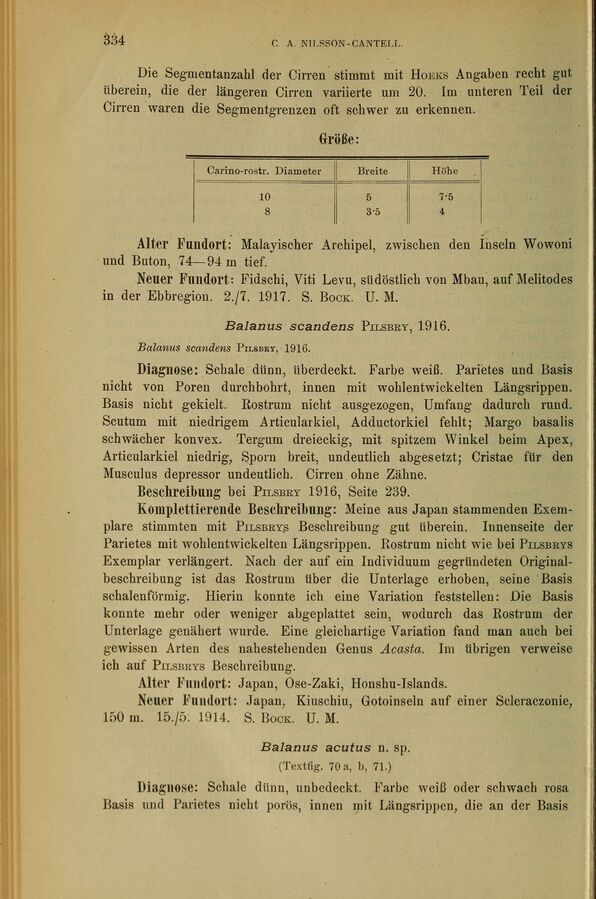 334
C. A. NILSSON-CANTELL.
Die Segmentanzahl der Cirren stimmt mit HOEKS Angaben recht gut
überein, die der längeren Cirren variierte um 20. Im unteren Teil der
Cirren waren die Segmentgrenzen oft schwer zu erkennen.
Größe:
Carino-rostr. Diameter Breite Höhe
10 5 7·5
8 3·5 4
Alter Fundort: Malayischer Archipel, zwischen den Inseln Wowoni
und Buton, 74—94 m tief.
Neuer Fundort: Fidschi, Viti Levu, südöstlich von Mbau, auf Melitodes
in der Ebbregion. 2./7. 1917. S. BOCK. U. M.
Balanus scandens PILSBRY, 1916.
Balanus scandens PILSBRY, 1916.
Diagnose: Schale dünn, überdeckt. Farbe weiß. Parietes und Basis
nicht von Poren durchbohrt, innen mit wohlentwickelten Längsrippen.
Basis nicht gekielt. Rostrum nicht ausgezogen, Umfang dadurch rund.
Scutum mit niedrigem Articularkiel, Adductorkiel fehlt; Margo basalis
schwächer konvex. Tergum dreieckig, mit spitzem Winkel beim Apex,
Articularkiel niedrig, Sporn breit, undeutlich abgesetzt; Cristae für den
Musculus depressor undeutlich. Cirren ohne Zähne.
Beschreibung bei PILSBRY 1916, Seite 239.
Komplettierende Beschreibung: Meine aus Japan stammenden Exem-
plare stimmten mit PILSBRYS Beschreibung gut überein. Innenseite der
Parietes mit wohlentwickelten Längsrippen. Rostrum nicht wie bei PILSBRYS
Exemplar verlängert. Nach der auf ein Individuum gegründeten Original-
beschreibung ist das Rostrum über die Unterlage erhoben, seine Basis
schalenförmig. Hierin konnte ich eine Variation feststellen: Die Basis
konnte mehr oder weniger abgeplattet sein, wodurch das Rostrum der
Unterlage genähert wurde. Eine gleichartige Variation fand man auch bei
gewissen Arten des nahestehenden Genus Acasta. Im übrigen verweise
ich auf PILSBRYS Beschreibung.
Alter Fundort: Japan, Ose-Zaki, Honshu-Islands.
Neuer Fundort: Japan, Kiuschiu, Gotoinseln auf einer Scleraczonie,
150 m. 15./5. 1914. S. BOCK. U. M.
Balanus acutus n. sp.
(Textfig. 70 a, b, 71.)
Diagnose: Schale dünn, unbedeckt. Farbe weiß oder schwach rosa
Basis und Parietes nicht porös, innen mit Längsrippen, die an der Basis